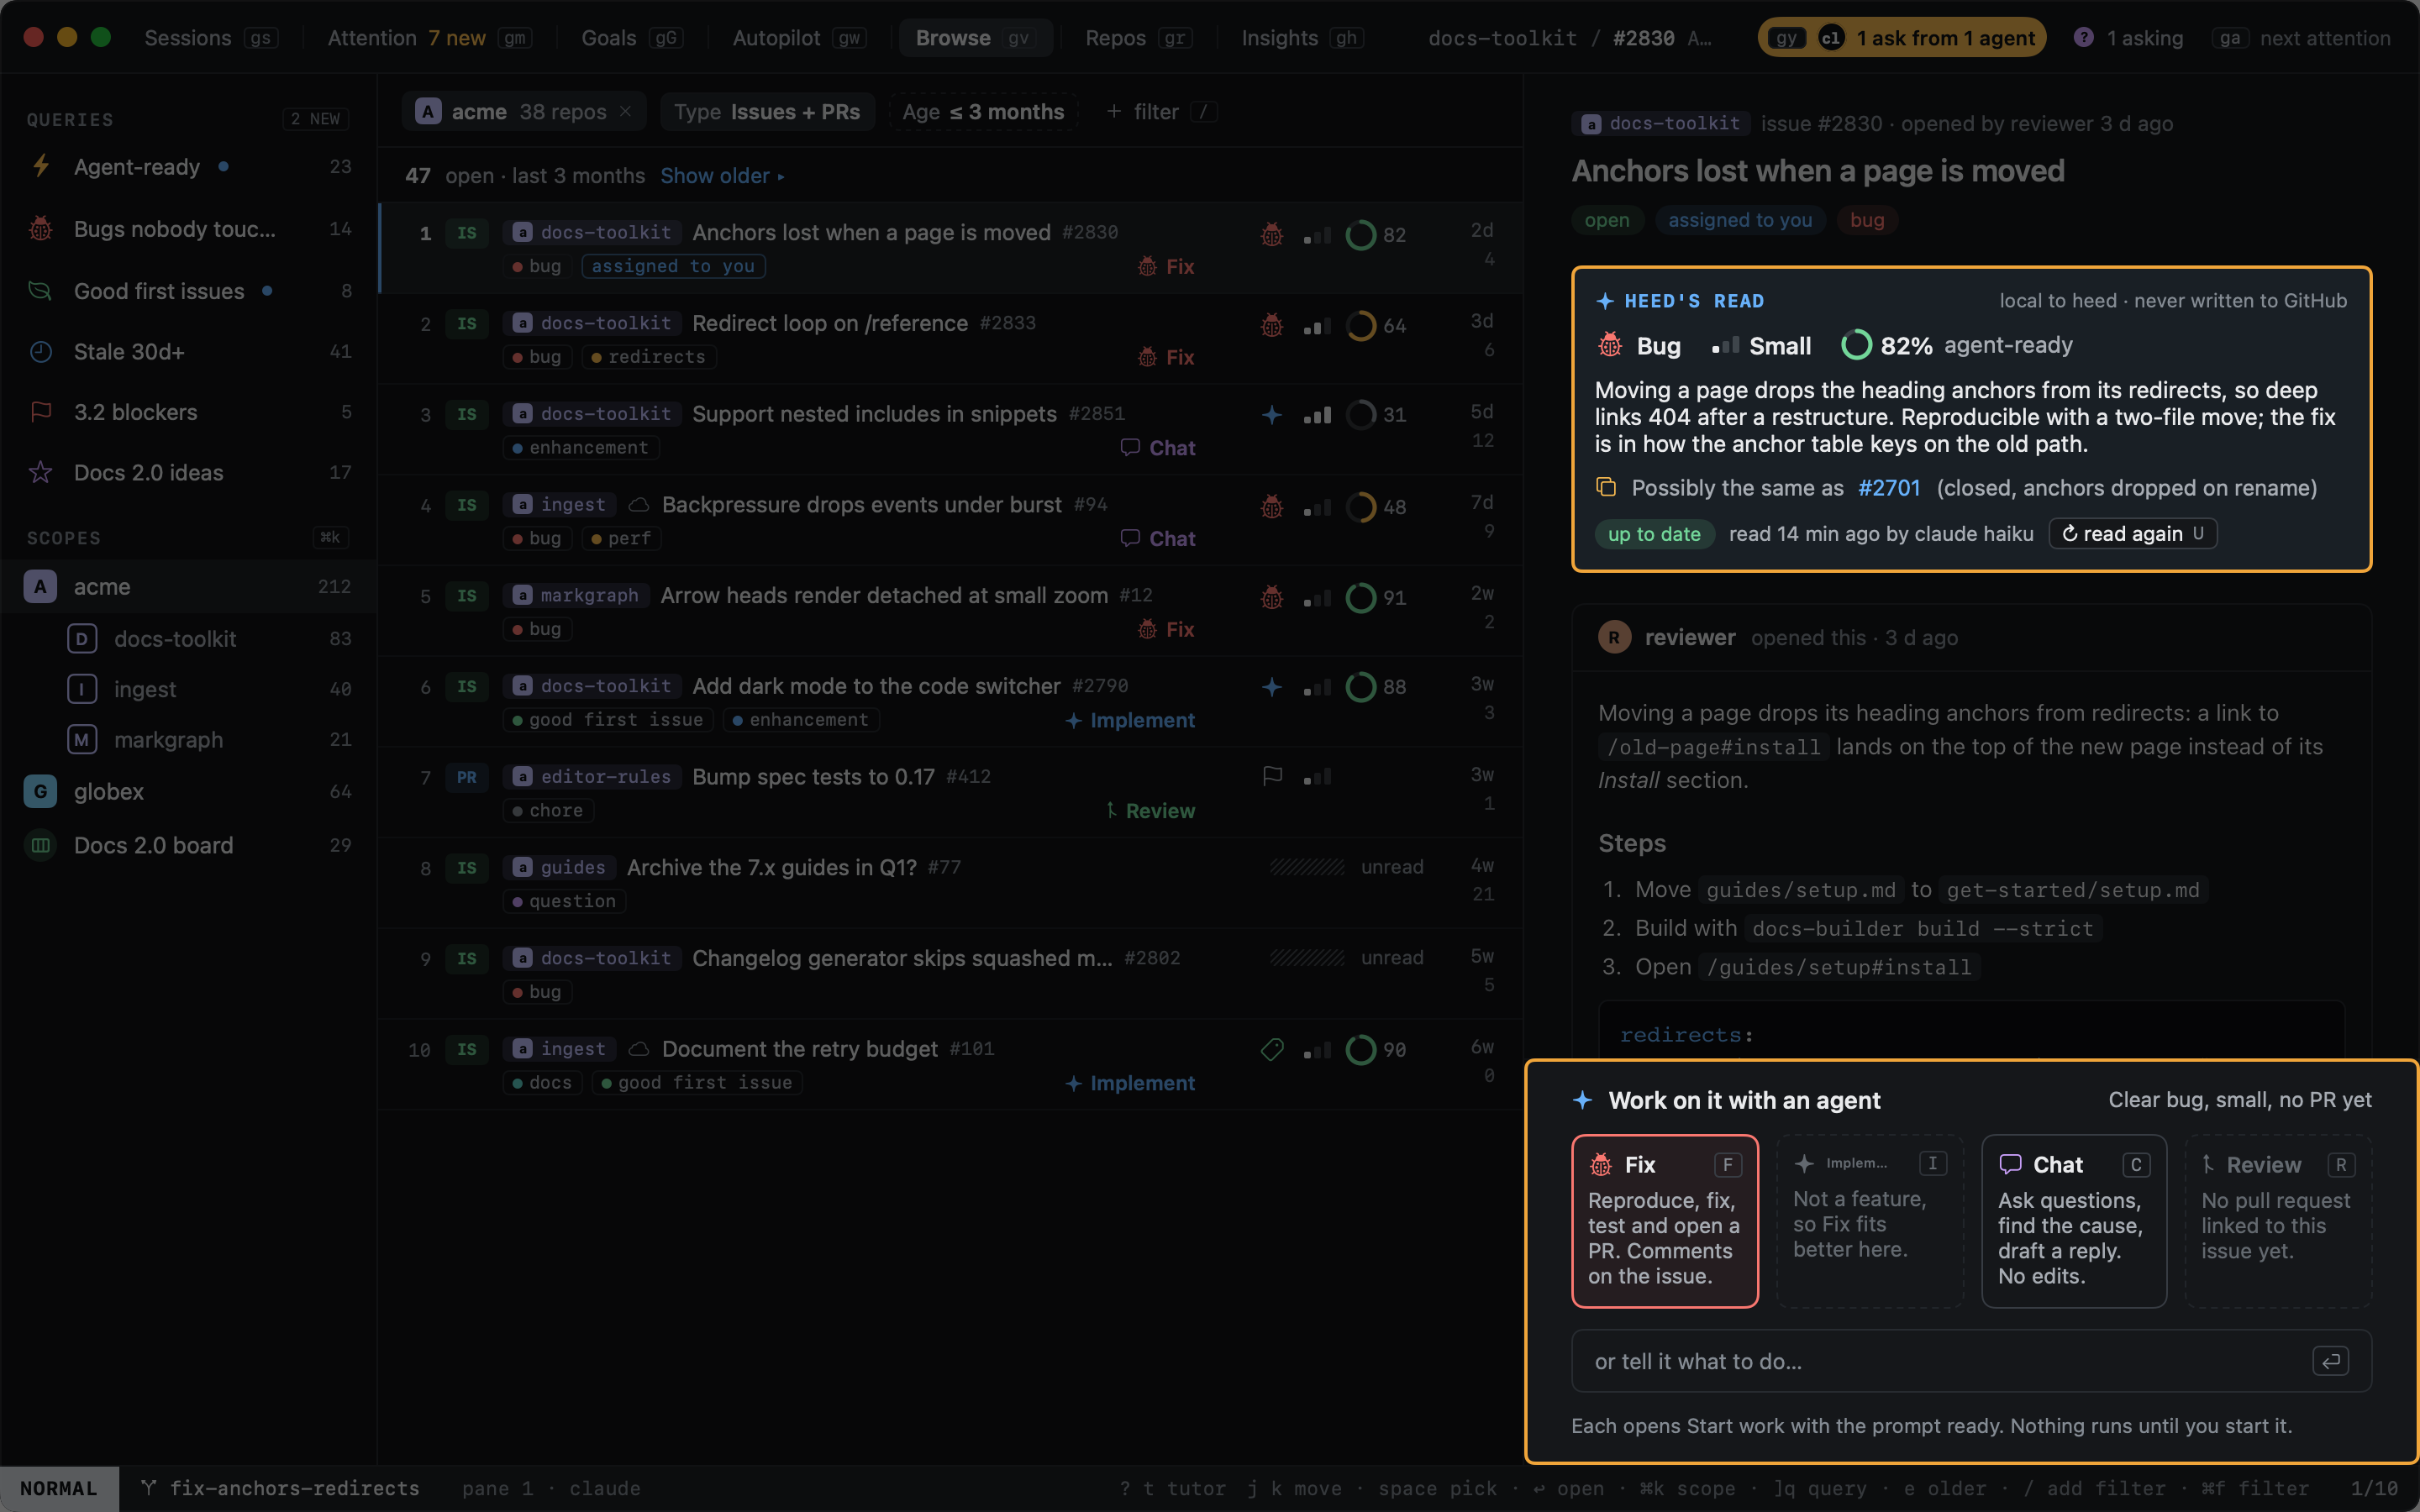 Sessions gs Attention 7 new gm Goals gG Autopilot gw Browse gv Repos gr Insights gh docs-toolkit / #2830 A… gy cl 1 ask from 1 agent ? 1 asking ga next attention
QUERIES 2 NEW
Agent-ready 23
Bugs nobody touc… 14
Good first issues 8
Stale 30d+ 41
3.2 blockers 5
Docs 2.0 ideas 17
SCOPES ⌘k
A acme 212
D docs-toolkit 83
I ingest 40
M markgraph 21
G globex 64
Docs 2.0 board 29
A acme 38 repos × Type Issues + PRs Age ≤ 3 months + filter /
47 open · last 3 months Show older ▸
1 IS a docs-toolkit Anchors lost when a page is moved #2830 82 2d
bug assigned to you Fix 4
2 IS a docs-toolkit Redirect loop on /reference #2833 64 3d
bug redirects Fix 6
3 IS a docs-toolkit Support nested includes in snippets #2851 31 5d
enhancement Chat 12
4 IS a ingest Backpressure drops events under burst #94 48 7d
bug perf Chat 9
5 IS a markgraph Arrow heads render detached at small zoom #12 91 2w
bug Fix 2
6 IS a docs-toolkit Add dark mode to the code switcher #2790 88 3w
good first issue enhancement Implement 3
7 PR a editor-rules Bump spec tests to 0.17 #412 3w
chore Review 1
8 IS a guides Archive the 7.x guides in Q1? #77 unread 4w
question 21
9 IS a docs-toolkit Changelog generator skips squashed m… #2802 unread 5w
bug 5
10 IS a ingest Document the retry budget #101 90 6w
docs good first issue Implement 0
a docs-toolkit issue #2830 · opened by reviewer 3 d ago
Anchors lost when a page is moved
open assigned to you bug
HEED'S READ local to heed · never written to GitHub
Bug Small 82% agent-ready
Moving a page drops the heading anchors from its redirects, so deep
links 404 after a restructure. Reproducible with a two-file move; the fix
is in how the anchor table keys on the old path.
Possibly the same as #2701 (closed, anchors dropped on rename)
up to date read 14 min ago by claude haiku ↻ read again U
R reviewer opened this · 3 d ago
Moving a page drops its heading anchors from redirects: a link to
/old-page#install lands on the top of the new page instead of its
Install section.
Steps
1. Move guides/setup.md to get-started/setup.md
2. Build with docs-builder build --strict
3. Open /guides/setup#install
redirects:
Work on it with an agent Clear bug, small, no PR yet
Fix F
Reproduce, fix,
test and open a
PR. Comments
on the issue.
Implem… I
Not a feature,
so Fix fits
better here.
Chat C
Ask questions,
find the cause,
draft a reply.
No edits.
Review R
No pull request
linked to this
issue yet.
or tell it what to do…
Each opens Start work with the prompt ready. Nothing runs until you start it.
NORMAL fix-anchors-redirects pane 1 · claude ? t tutor j k move · space pick · ↩ open · ⌘k scope · ]q query · e older · / add filter · ⌘f filter 1/10